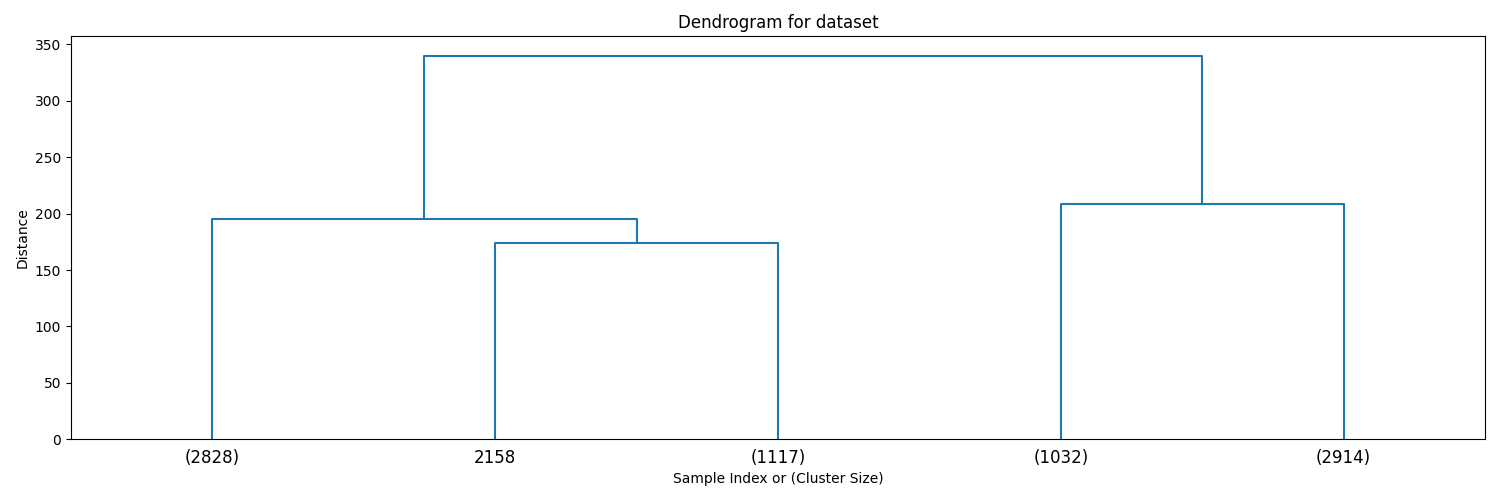 Dendrogram for dataset
350
300
250
200
150
100
50
0
Distance
(2828) 2158 (1117) (1032) (2914)
Sample Index or (Cluster Size)